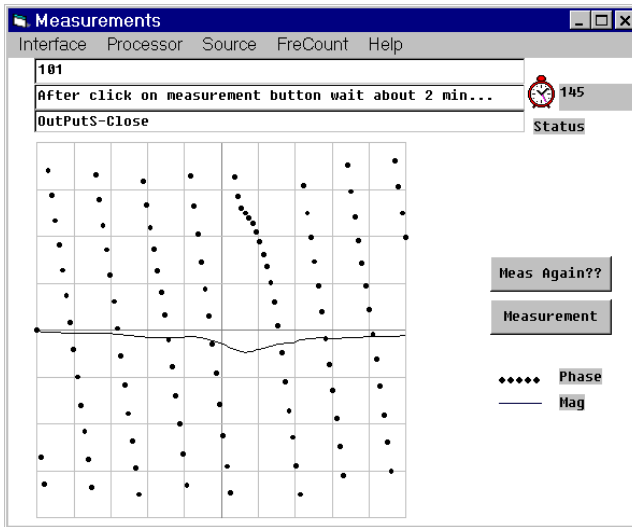 Measurements
Interface Processor Source FreCount Help
101
After click on measurement button wait about 2 min...
145
OutPutS-Close
Status
Meas Again??
Measurement
Phase
Mag